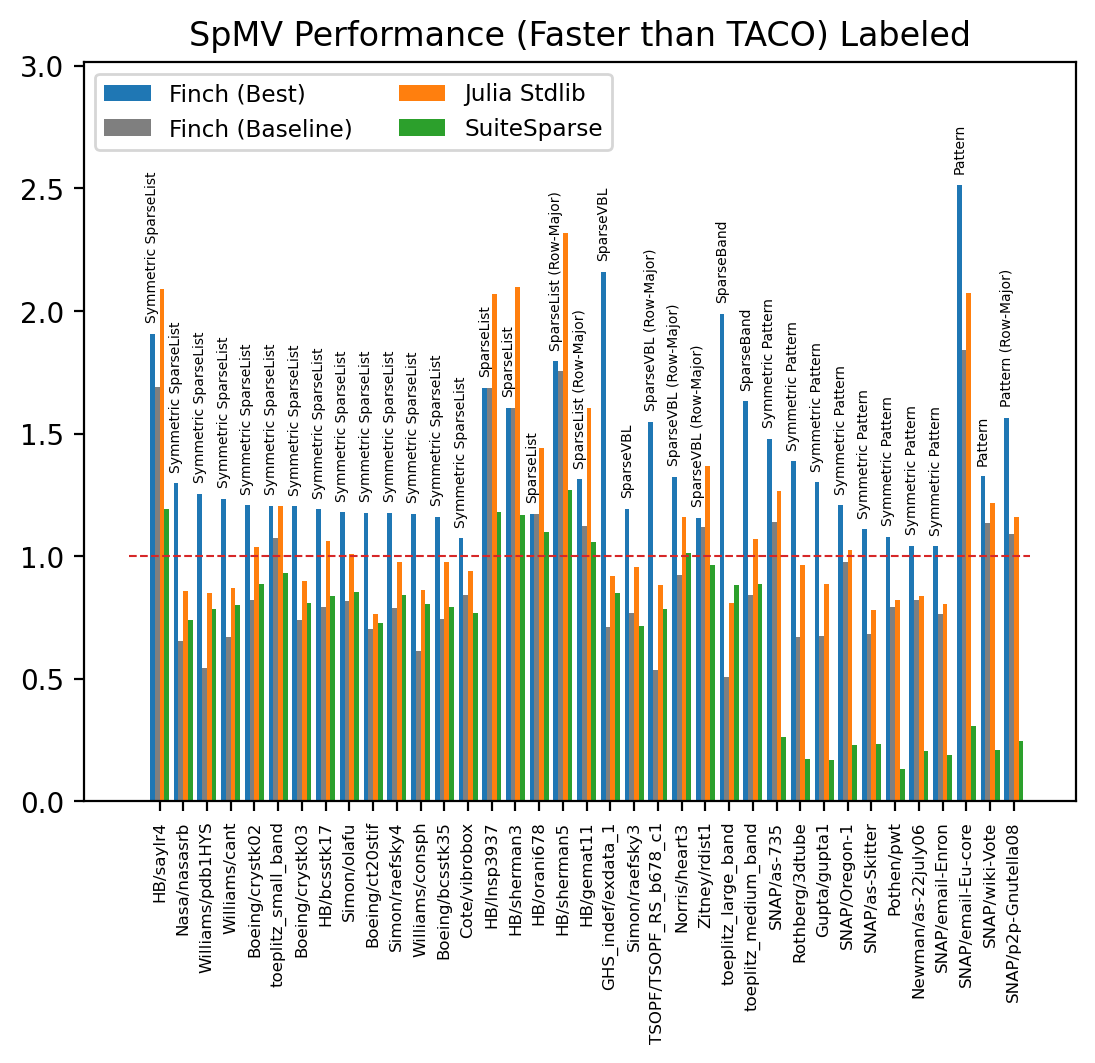 SpMV Performance (Faster than TACO) Labeled
Finch (Best)
Finch (Baseline)
Julia Stdlib
SuiteSparse
3.0
2.5
2.0
1.5
1.0
0.5
0.0
Symmetric SparseList
Symmetric SparseList
Symmetric SparseList
Symmetric SparseList
Symmetric SparseList
Symmetric SparseList
Symmetric SparseList
Symmetric SparseList
Symmetric SparseList
Symmetric SparseList
Symmetric SparseList
Symmetric SparseList
Symmetric SparseList
Symmetric SparseList
SparseList
SparseList
SparseList
SparseList (Row-Major)
SparseList (Row-Major)
SparseVBL
SparseVBL
SparseVBL (Row-Major)
SparseVBL (Row-Major)
SparseVBL (Row-Major)
SparseBand
SparseBand
Symmetric Pattern
Symmetric Pattern
Symmetric Pattern
Symmetric Pattern
Symmetric Pattern
Symmetric Pattern
Symmetric Pattern
Symmetric Pattern
Pattern
Pattern
Pattern (Row-Major)
HB/saylr4
Nasa/nasasrb
Williams/pdb1HYS
Williams/cant
Boeing/crystk02
toeplitz_small_band
Boeing/crystk03
HB/bcsstk17
Simon/olafu
Boeing/ct20stif
Simon/raefsky4
Williams/consph
Boeing/bcsstk35
Cote/vibrobox
HB/lnsp3937
HB/sherman3
HB/orani678
HB/sherman5
HB/gemat11
GHS_indef/exdata_1
Simon/raefsky3
TSOPF/TSOPF_RS_b678_c1
Norris/heart3
Zitney/rdist1
toeplitz_large_band
toeplitz_medium_band
SNAP/as-735
Rothberg/3dtube
Gupta/gupta1
SNAP/Oregon-1
SNAP/as-Skitter
Pothen/pwt
Newman/as-22july06
SNAP/email-Enron
SNAP/email-Eu-core
SNAP/wiki-Vote
SNAP/p2p-Gnutella08